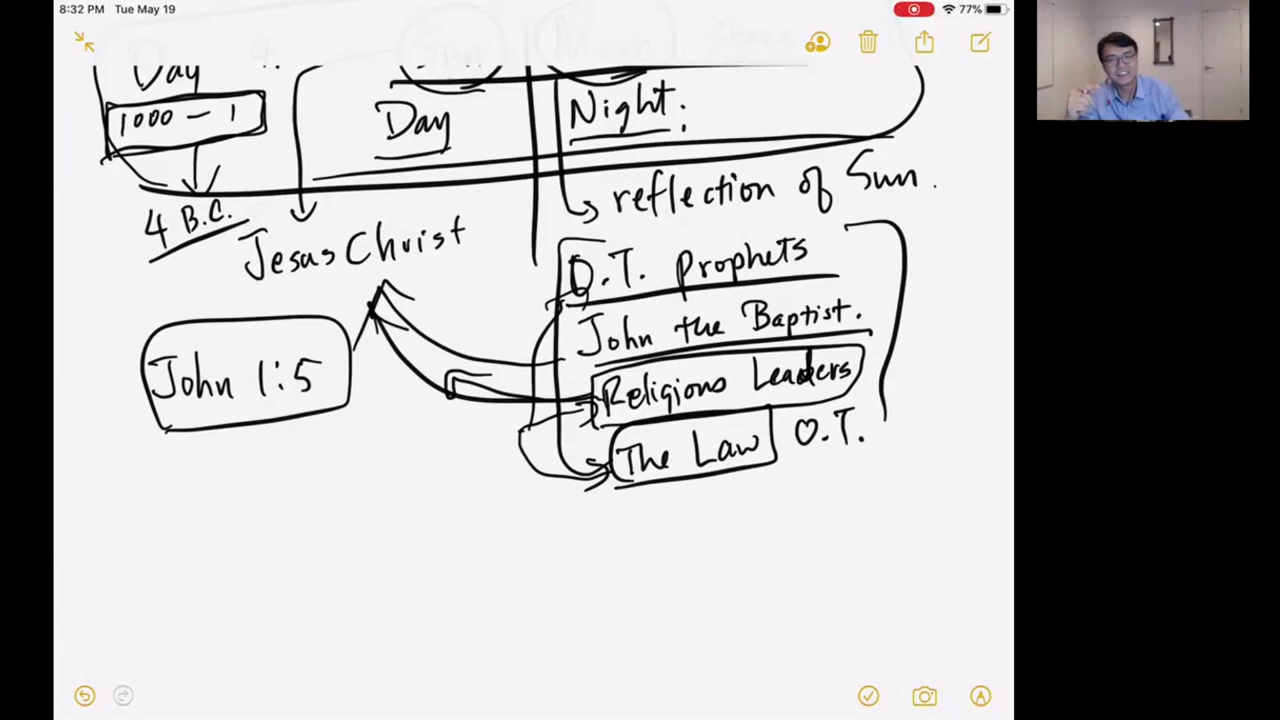 8:32 PM Tue May 19
77%
Day
1000 - 1
Day
Night:
4 B.C.
reflection of Sun.
Jesas Christ
O.T. Prophets
John the Baptist.
John 1:5
Religious Leaders
The Law O.T.